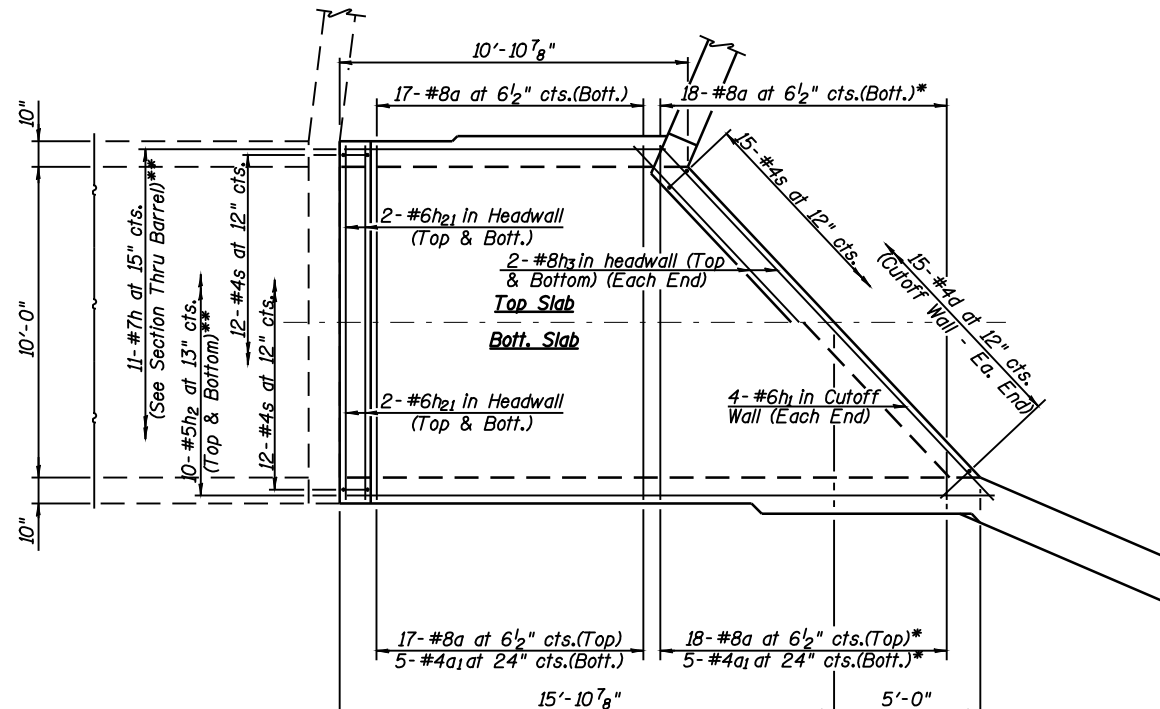 10'-10 7/8"
17-#8a at 6 1/2" cts.(Bott.)
18-#8a at 6 1/2" cts.(Bott.)*
10"
10'-0"
10"
11-#7h at 15" cts.
(See Section Thru Barrel)**
12-#4s at 12" cts.
10-#5h2 at 13" cts.
(Top & Bottom)**
12-#4s at 12" cts.
2-#6h21 in Headwall
(Top & Bott.)
2-#8h3 in headwall (Top
& Bottom) (Each End)
Top Slab
Bott. Slab
2-#6h21 in Headwall
(Top & Bott.)
4-#6h1 in Cutoff
Wall (Each End)
15-#4s at 12" cts.
15-#4d at 12" cts.
(Cutoff Wall - Ea. End)
17-#8a at 6 1/2" cts.(Top)
5-#4a1 at 24" cts.(Bott.)
18-#8a at 6 1/2" cts.(Top)*
5-#4a1 at 24" cts.(Bott.)*
15'-10 7/8"
5'-0"